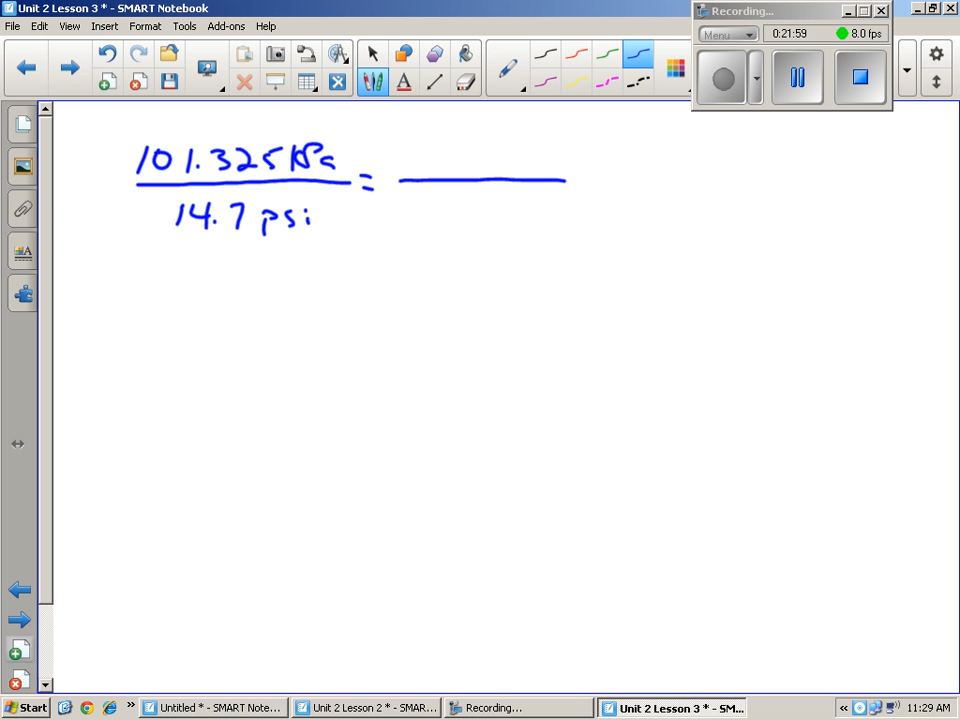 Unit 2 Lesson 3 * - SMART Notebook
Recording...
File Edit View Insert Format Tools Add-ons Help
Menu 0:21:59 8.0 fps
101.325 kPa
=
14.7 psi
Start » Untitled * - SMART Note... Unit 2 Lesson 2 * - SMAR... Recording... Unit 2 Lesson 3 * - SM... « 11:29 AM